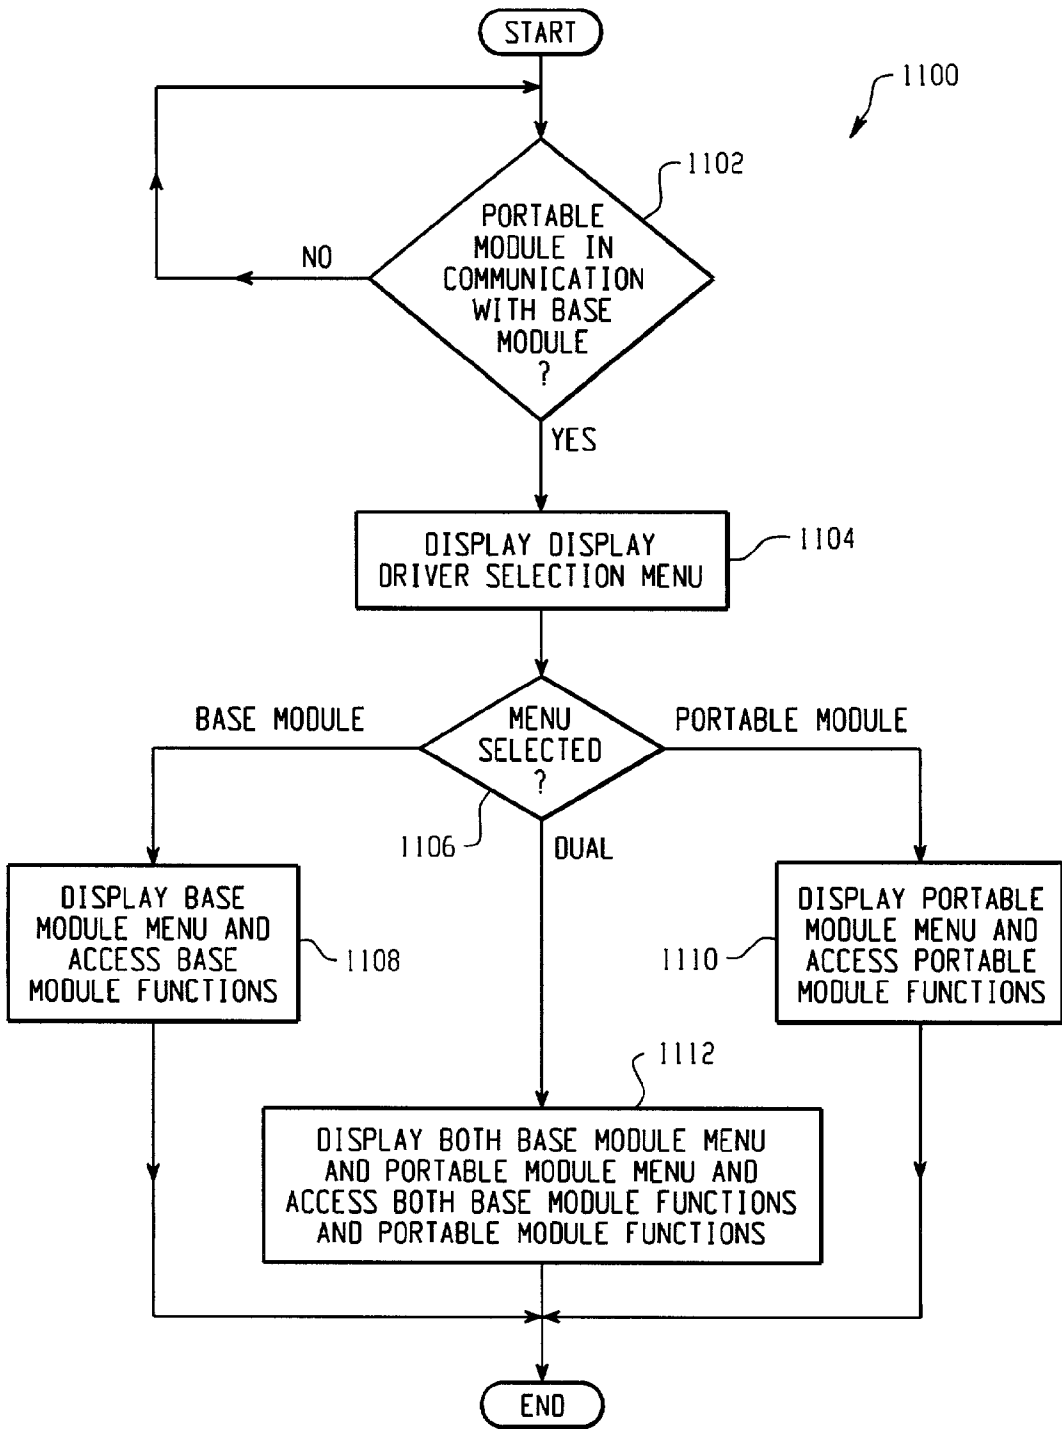 START
1100
1102
PORTABLE
MODULE IN
COMMUNICATION
WITH BASE
MODULE
?
NO
YES
DISPLAY DISPLAY
DRIVER SELECTION MENU
1104
BASE MODULE
MENU
SELECTED
?
PORTABLE MODULE
1106
DUAL
DISPLAY BASE
MODULE MENU AND
ACCESS BASE
MODULE FUNCTIONS
1108
1110
DISPLAY PORTABLE
MODULE MENU AND
ACCESS PORTABLE
MODULE FUNCTIONS
1112
DISPLAY BOTH BASE MODULE MENU
AND PORTABLE MODULE MENU AND
ACCESS BOTH BASE MODULE FUNCTIONS
AND PORTABLE MODULE FUNCTIONS
END